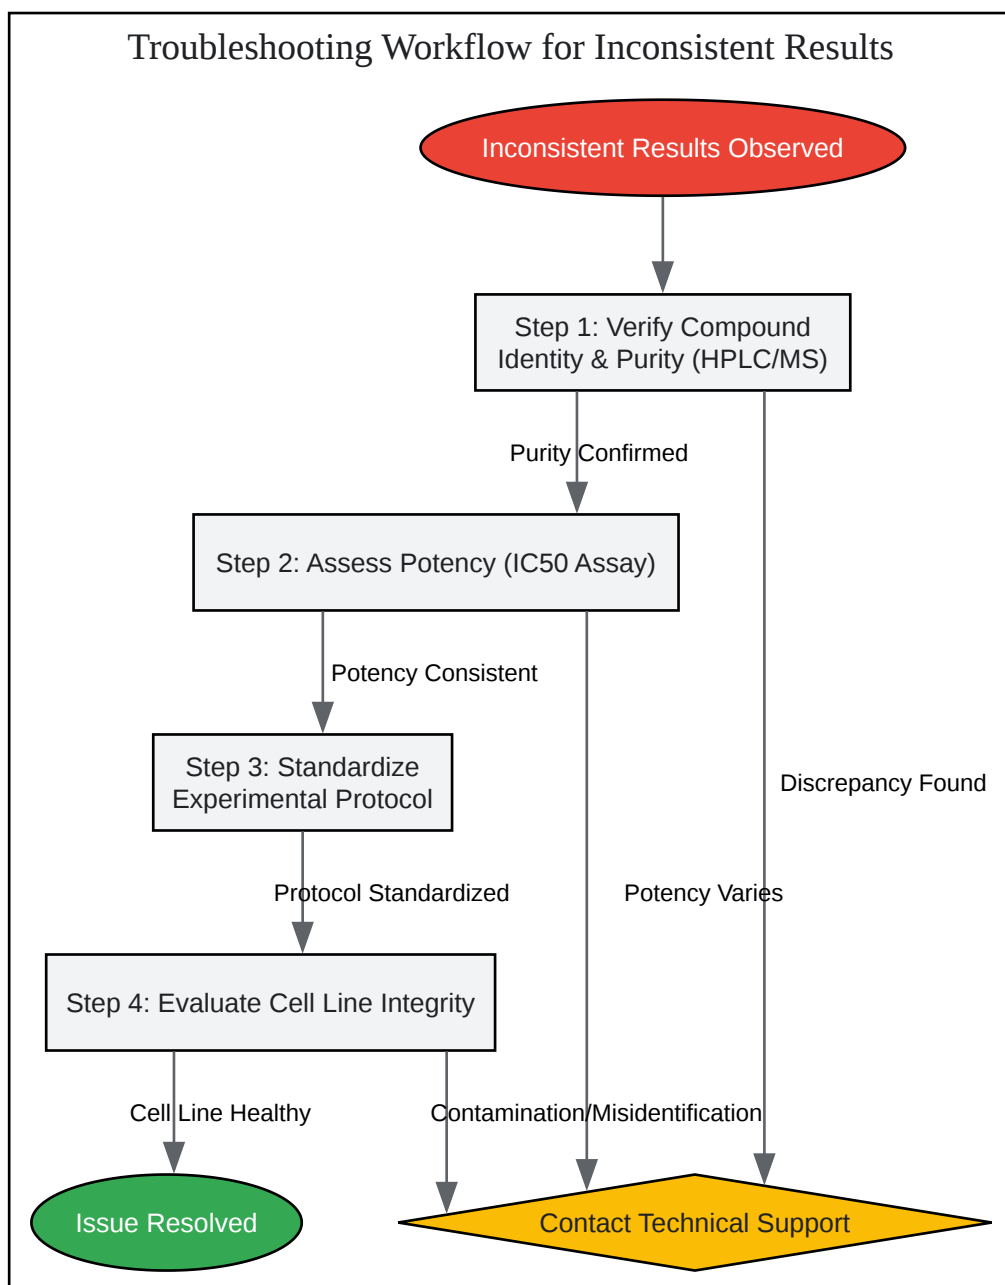 Troubleshooting Workflow for Inconsistent Results
Inconsistent Results Observed
Step 1: Verify Compound
Identity & Purity (HPLC/MS)
Purity Confirmed
Step 2: Assess Potency (IC50 Assay)
Potency Consistent
Step 3: Standardize
Experimental Protocol
Discrepancy Found
Protocol Standardized
Potency Varies
Step 4: Evaluate Cell Line Integrity
Cell Line Healthy
Contamination/Misidentification
Issue Resolved
Contact Technical Support